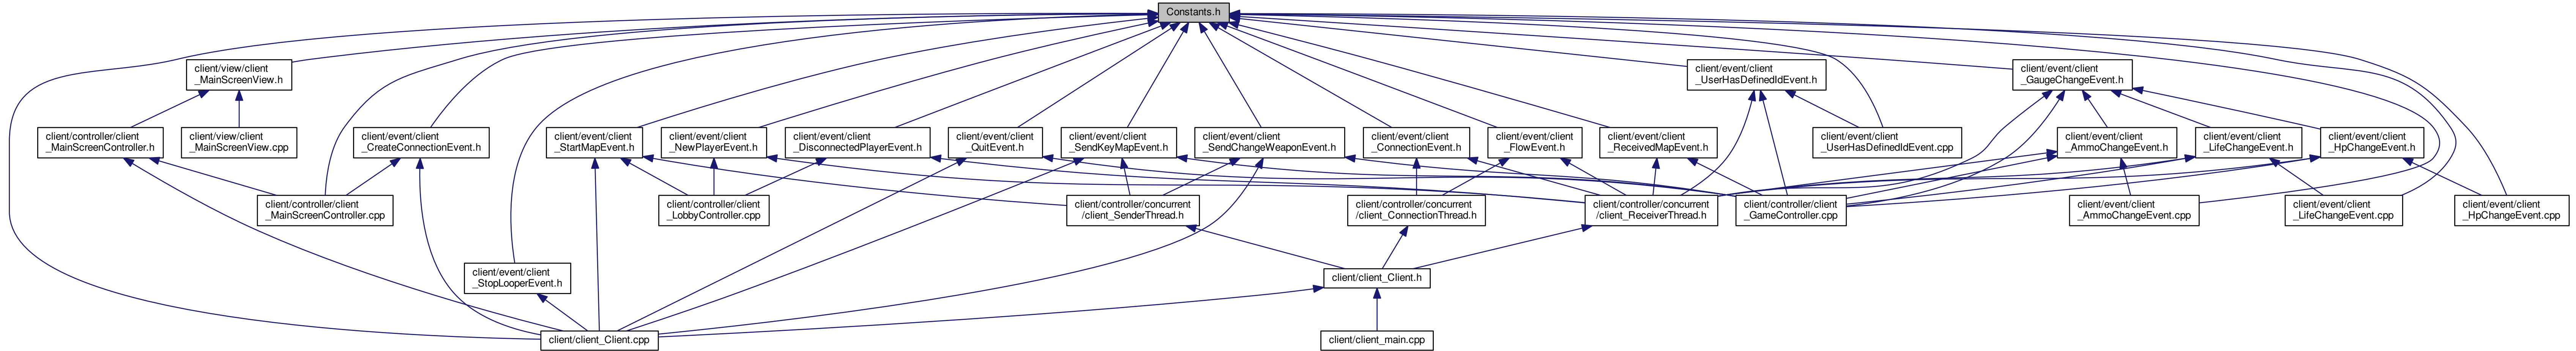 Constants.h
client/view/client
_MainScreenView.h
client/event/client
_UserHasDefinedIdEvent.h
client/event/client
_GaugeChangeEvent.h
client/controller/client
_MainScreenController.h
client/view/client
_MainScreenView.cpp
client/event/client
_CreateConnectionEvent.h
client/event/client
_StartMapEvent.h
client/event/client
_NewPlayerEvent.h
client/event/client
_DisconnectedPlayerEvent.h
client/event/client
_QuitEvent.h
client/event/client
_SendKeyMapEvent.h
client/event/client
_SendChangeWeaponEvent.h
client/event/client
_ConnectionEvent.h
client/event/client
_FlowEvent.h
client/event/client
_ReceivedMapEvent.h
client/event/client
_UserHasDefinedIdEvent.cpp
client/event/client
_AmmoChangeEvent.h
client/event/client
_LifeChangeEvent.h
client/event/client
_HpChangeEvent.h
client/controller/client
_MainScreenController.cpp
client/controller/client
_LobbyController.cpp
client/controller/concurrent
/client_SenderThread.h
client/controller/concurrent
/client_ConnectionThread.h
client/controller/concurrent
/client_ReceiverThread.h
client/controller/client
_GameController.cpp
client/event/client
_AmmoChangeEvent.cpp
client/event/client
_LifeChangeEvent.cpp
client/event/client
_HpChangeEvent.cpp
client/event/client
_StopLooperEvent.h
client/client_Client.h
client/client_Client.cpp
client/client_main.cpp